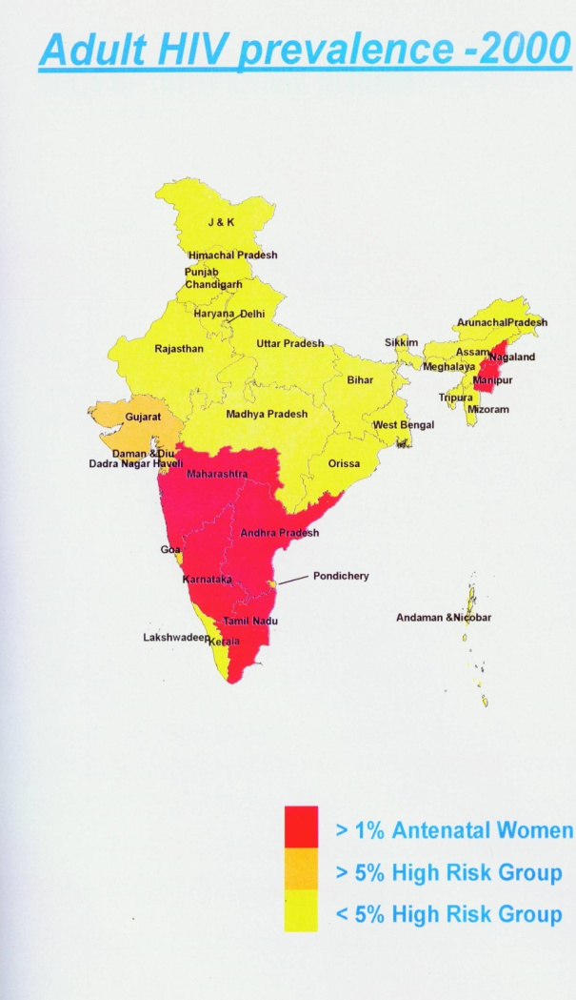 Adult HIV prevalence -2000
J & K
Himachal Pradesh
Punjab
Chandigarh
Haryana
Delhi
Rajasthan
Uttar Pradesh
Sikkim
ArunachalPradesh
Assam
Nagaland
Meghalaya
Manipur
Bihar
Tripura
Mizoram
Gujarat
Madhya Pradesh
West Bengal
Daman &Diu
Dadra Nagar Haveli
Maharashtra
Orissa
Andhra Pradesh
Goa
Karnataka
Pondichery
Tamil Nadu
Andaman &Nicobar
Lakshwadeep
Kerala
> 1% Antenatal Women
> 5% High Risk Group
< 5% High Risk Group